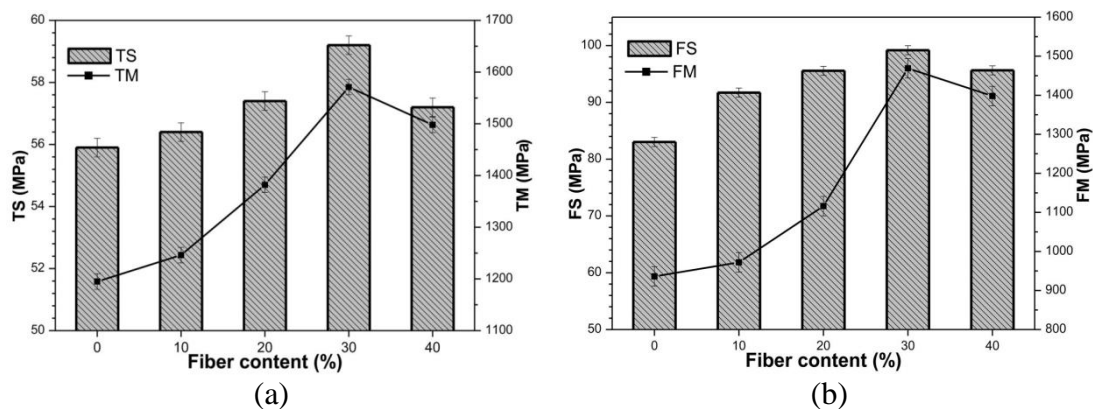 60
58
56
54
52
50
TS (MPa)
TS
TM
1700
1600
1500
1400
1300
1200
1100
TM (MPa)
0 10 20 30 40
Fiber content (%)
(a)
100
90
80
70
60
50
FS (MPa)
FS
FM
1600
1500
1400
1300
1200
1100
1000
900
800
FM (MPa)
0 10 20 30 40
Fiber content (%)
(b)